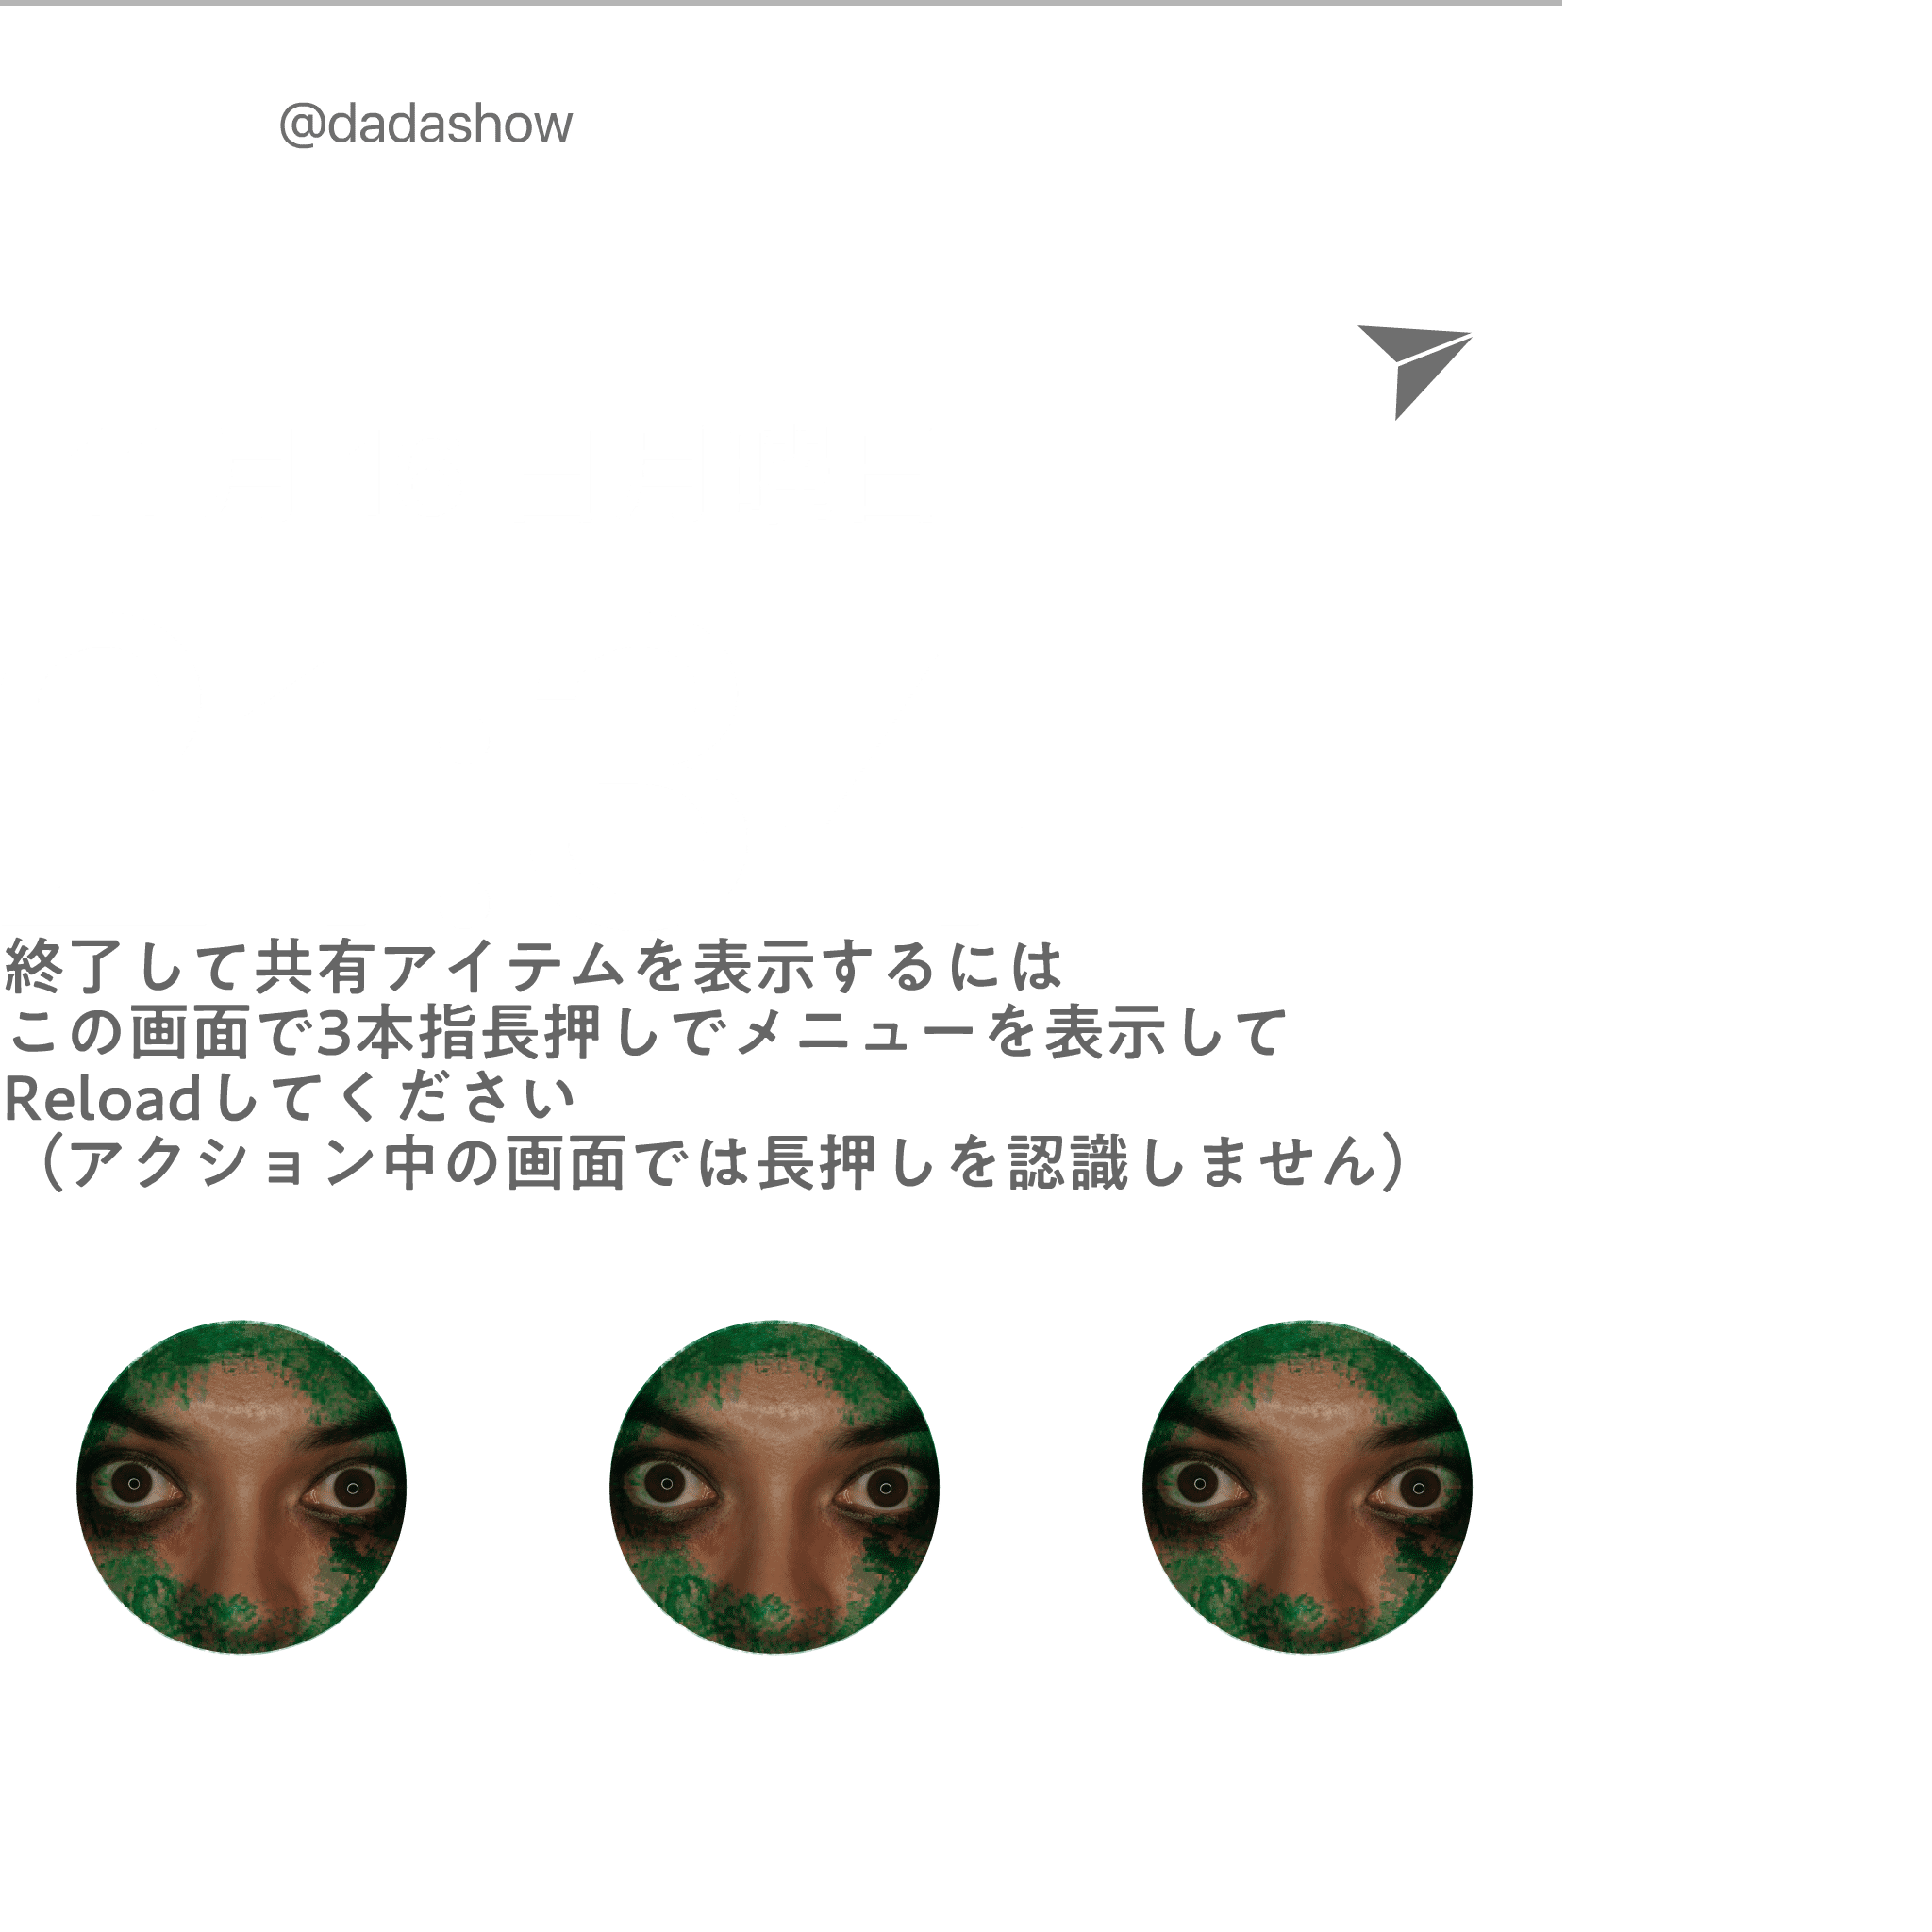 @dadashow
終了して共有アイテムを表示するには
この画面で3本指長押しでメニューを表示して
Reloadしてください
（アクション中の画面では長押しを認識しません）